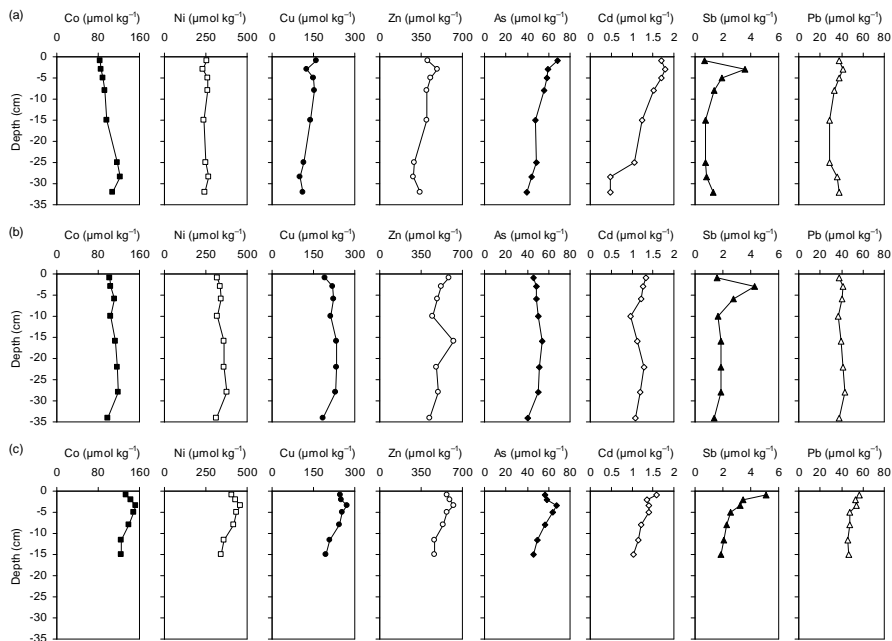 (a) Co (µmol kg⁻¹) Ni (µmol kg⁻¹) Cu (µmol kg⁻¹) Zn (µmol kg⁻¹) As (µmol kg⁻¹) Cd (µmol kg⁻¹) Sb (µmol kg⁻¹) Pb (µmol kg⁻¹)
0 80 160 0 250 500 0 150 300 0 350 700 0 20 40 60 80 0 0.5 1 1.5 2 0 2 4 6 0 20 40 60 80
0
-5
-10
-15
-20
-25
-30
-35
Depth (cm)
(b) Co (µmol kg⁻¹) Ni (µmol kg⁻¹) Cu (µmol kg⁻¹) Zn (µmol kg⁻¹) As (µmol kg⁻¹) Cd (µmol kg⁻¹) Sb (µmol kg⁻¹) Pb (µmol kg⁻¹)
0 80 160 0 250 500 0 150 300 0 350 700 0 20 40 60 80 0 0.5 1 1.5 2 0 1 2 3 4 5 6 0 20 40 60 80
0
-5
-10
-15
-20
-25
-30
-35
Depth (cm)
(c) Co (µmol kg⁻¹) Ni (µmol kg⁻¹) Cu (µmol kg⁻¹) Zn (µmol kg⁻¹) As (µmol kg⁻¹) Cd (µmol kg⁻¹) Sb (µmol kg⁻¹) Pb (µmol kg⁻¹)
0 80 160 0 250 500 0 150 300 0 350 700 0 20 40 60 80 0 0.5 1 1.5 2 0 1 2 3 4 5 6 0 20 40 60 80
0
-5
-10
-15
-20
-25
-30
-35
Depth (cm)